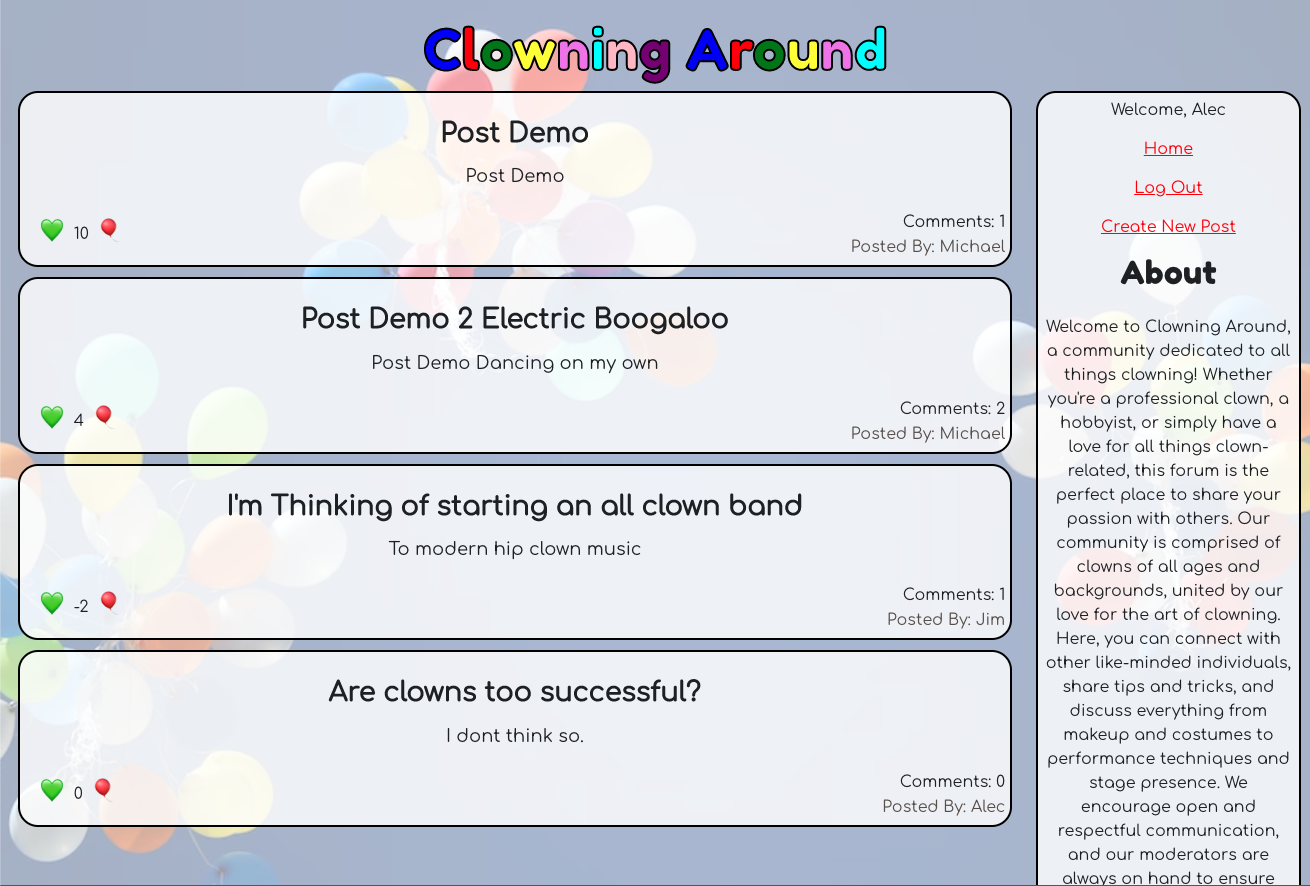 Clowning Around
Post Demo
Post Demo
10
Comments: 1
Posted By: Michael
Post Demo 2 Electric Boogaloo
Post Demo Dancing on my own
4
Comments: 2
Posted By: Michael
I'm Thinking of starting an all clown band
To modern hip clown music
-2
Comments: 1
Posted By: Jim
Are clowns too successful?
I dont think so.
0
Comments: 0
Posted By: Alec
Welcome, Alec
Home
Log Out
Create New Post
About
Welcome to Clowning Around,
a community dedicated to all
things clowning! Whether
you're a professional clown, a
hobbyist, or simply have a
love for all things clown-
related, this forum is the
perfect place to share your
passion with others. Our
community is comprised of
clowns of all ages and
backgrounds, united by our
love for the art of clowning.
Here, you can connect with
other like-minded individuals,
share tips and tricks, and
discuss everything from
makeup and costumes to
performance techniques and
stage presence. We
encourage open and
respectful communication,
and our moderators are
always on hand to ensure